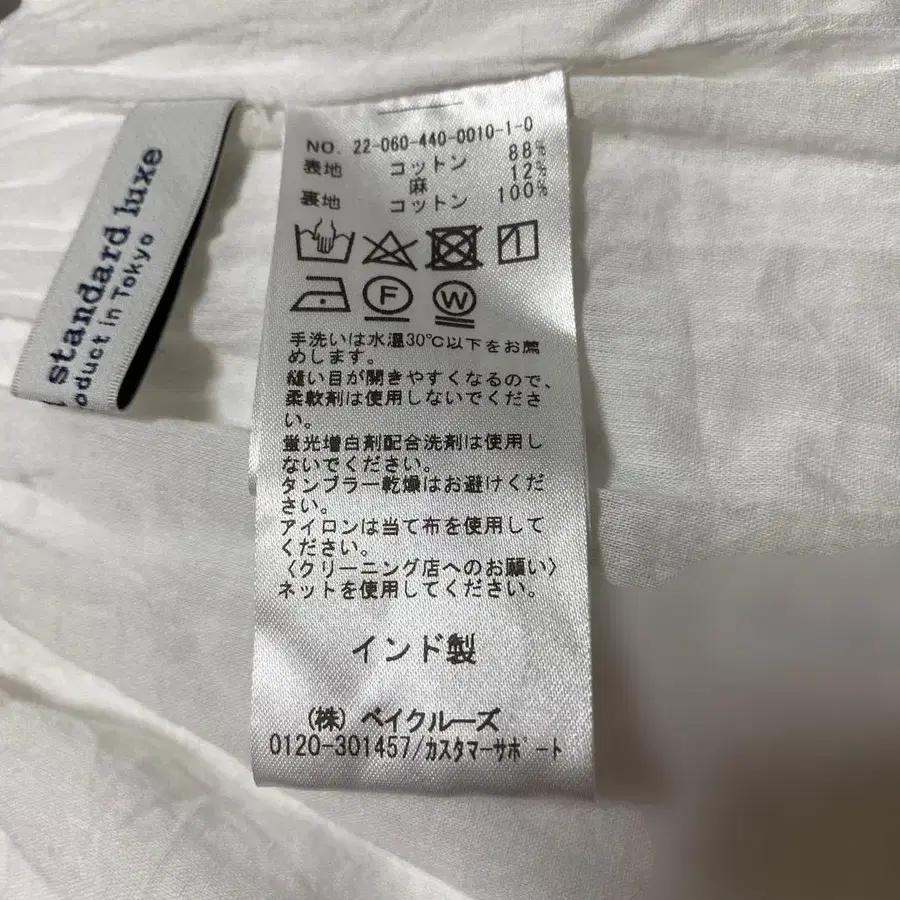 standard luxe
oduct in Tokyo
NO. 22-060-440-0010-1-0
表地 コットン 88%
麻 12%
裏地 コットン 100%
F
W
手洗いは水温30℃以下をお薦
めします。
縫い目が開きやすくなるので、
柔軟剤は使用しないでくださ
い。
蛍光増白剤配合洗剤は使用し
ないでください。
タンブラー乾燥はお避けくだ
さい。
アイロンは当て布を使用して
ください。
〈クリーニング店へのお願い〉
ネットを使用してください。
インド製
(株) ベイクルーズ
0120-301457/カスタマーサポート